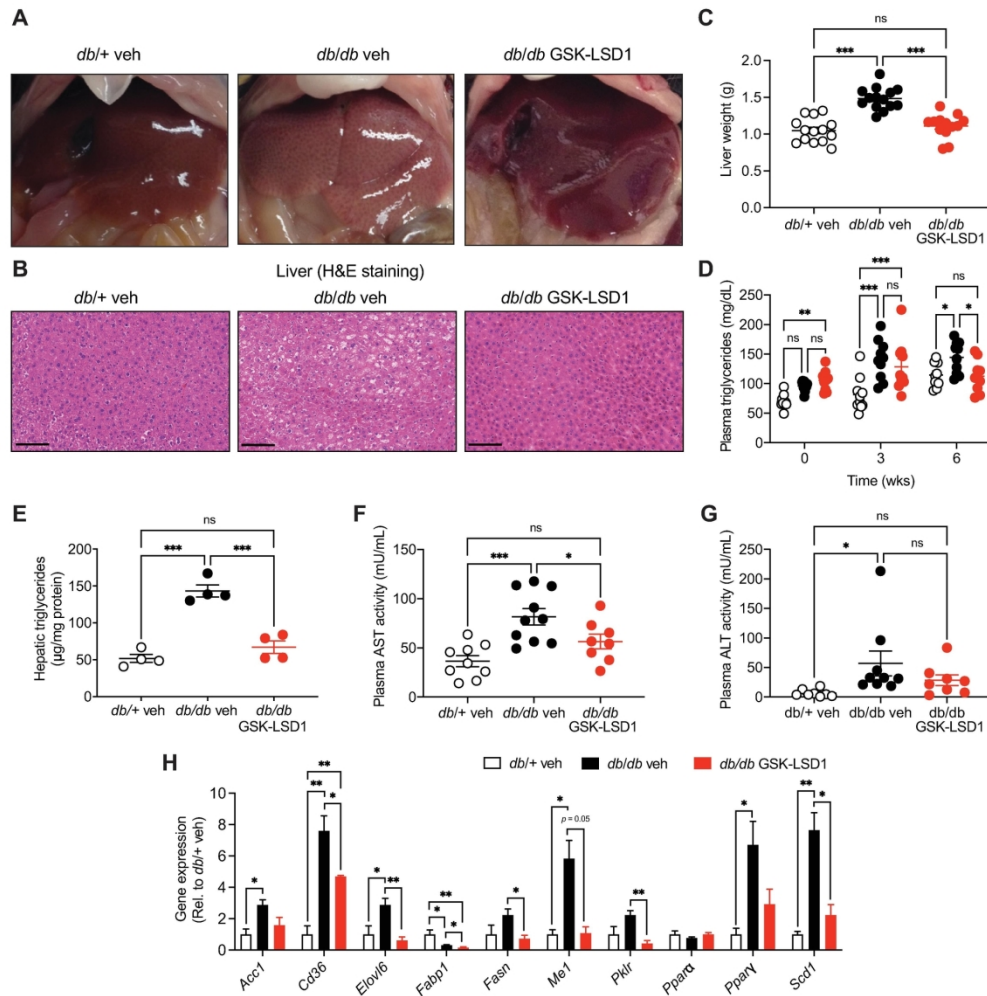 A
db/+ veh
db/db veh
db/db GSK-LSD1
B
Liver (H&E staining)
db/+ veh
db/db veh
db/db GSK-LSD1
C
ns
*** ***
Liver weight (g)
2.0
1.5
1.0
0.5
0.0
db/+ veh
db/db veh
db/db
GSK-LSD1
D
Plasma triglycerides (mg/dL)
250
200
150
100
50
0
**
ns ns
***
*** ns
ns
* *
0 3 6
Time (wks)
E
ns
*** ***
Hepatic triglycerides
(µg/mg protein)
200
150
100
50
0
db/+ veh
db/db veh
db/db
GSK-LSD1
F
ns
*** *
Plasma AST activity (mU/mL)
150
100
50
0
db/+ veh
db/db veh
db/db
GSK-LSD1
G
ns
* ns
Plasma ALT activity (mU/mL)
250
200
150
100
50
0
db/+ veh
db/db veh
db/db
GSK-LSD1
H
db/+ veh
db/db veh
db/db GSK-LSD1
Gene expression
(Rel. to db/+ veh)
10
8
6
4
2
0
*
**
** *
* **
**
* *
*
*
p = 0.05
**
*
** *
Acc1
Cd36
Elovl6
Fabp1
Fasn
Me1
Pklr
Pparα
Pparγ
Scd1